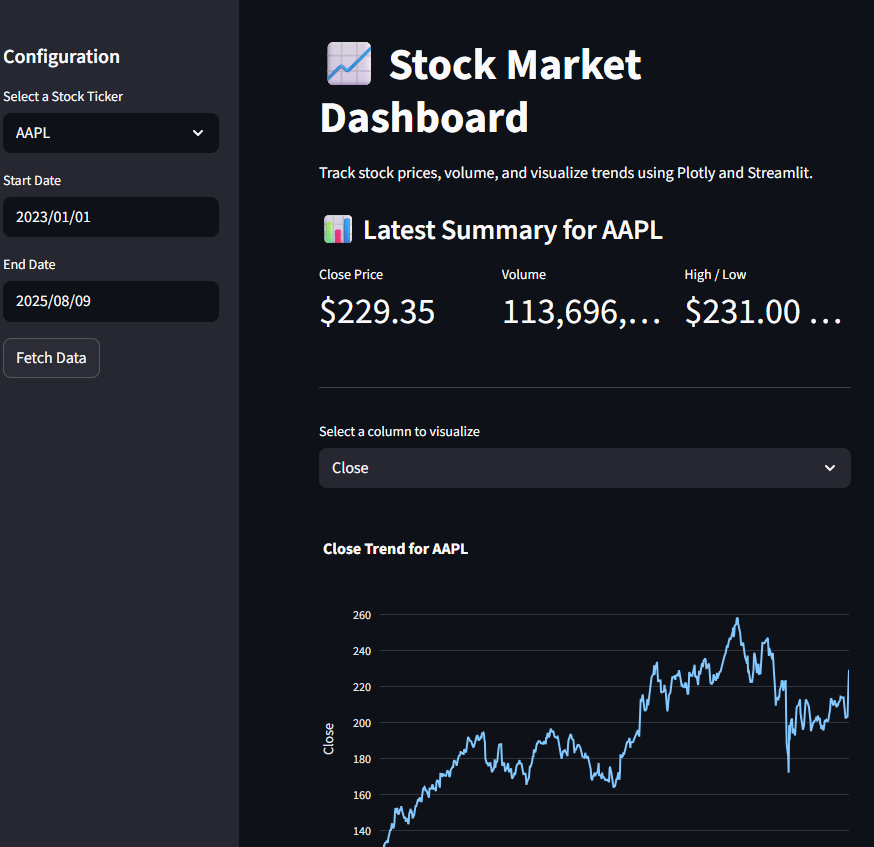 Configuration
Select a Stock Ticker
AAPL
Start Date
2023/01/01
End Date
2025/08/09
Fetch Data
Stock Market
Dashboard
Track stock prices, volume, and visualize trends using Plotly and Streamlit.
Latest Summary for AAPL
Close Price
Volume
High / Low
$229.35
113,696,…
$231.00 …
Select a column to visualize
Close
Close Trend for AAPL
260
240
220
200
180
160
140
Close